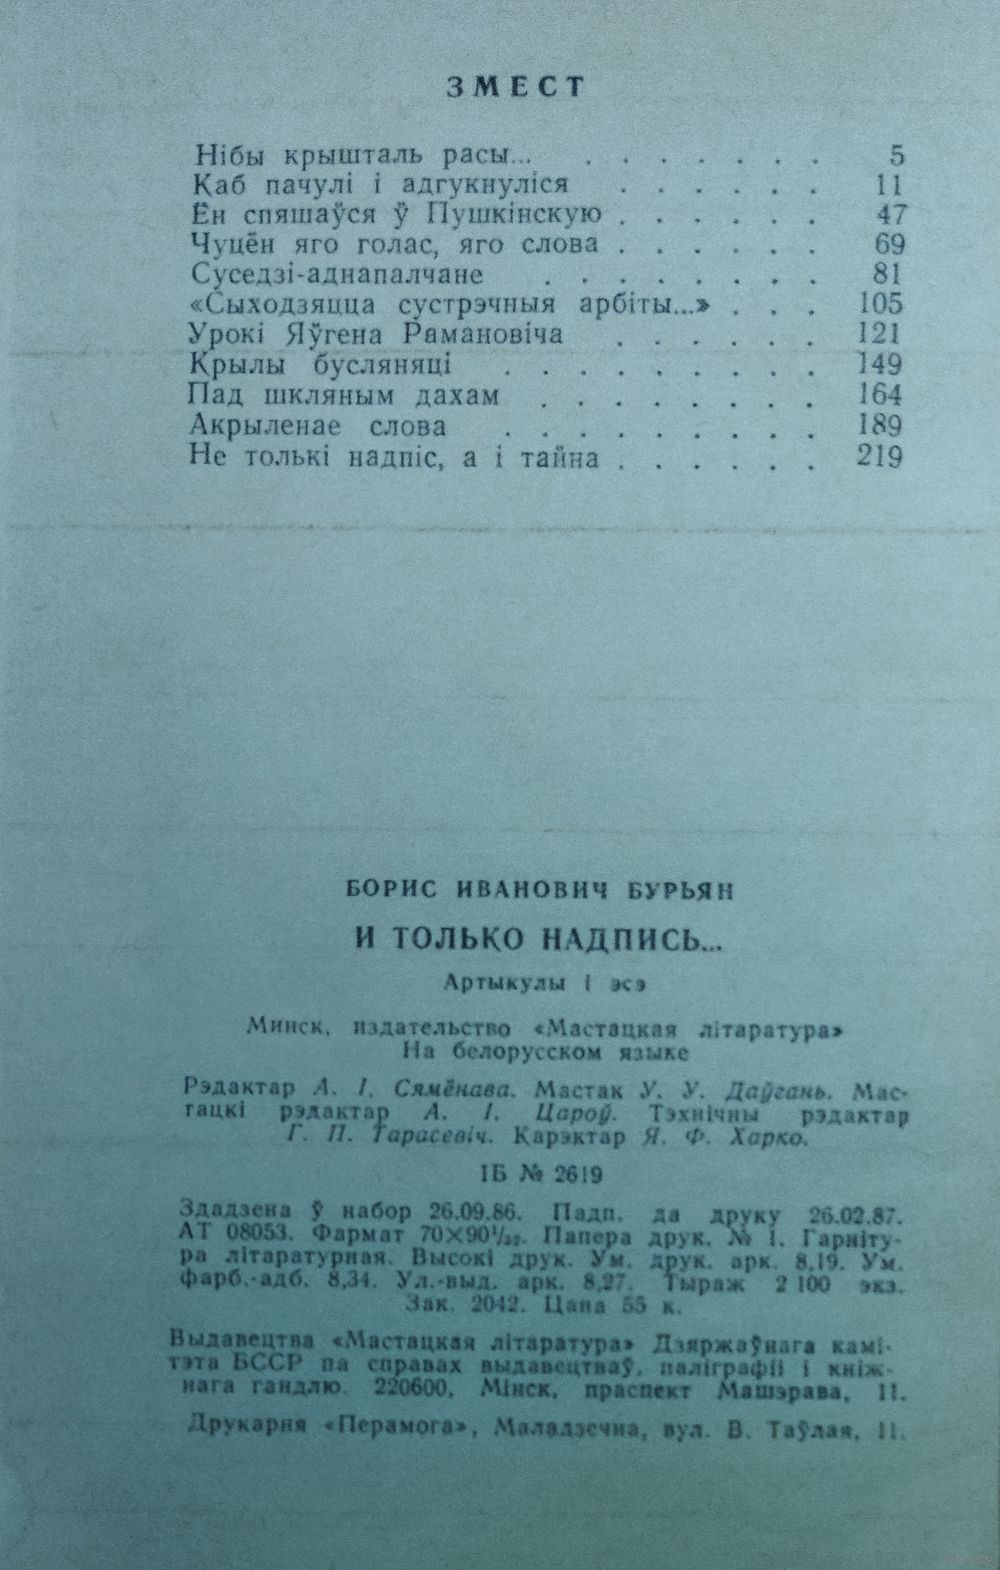 ЗМЕСТ
Нібы крышталь расы... . . . . . . . 5
Каб пачулі і адгукнуліся . . . . . . 11
Ён спяшаўся ў Пушкінскую . . . . . . 47
Чуцён яго голас, яго слова . . . . . . 69
Суседзі-аднапалчане . . . . . . . . 81
«Сыходзяцца сустрэчныя арбіты...» . . . 105
Урокі Яўгена Рамановіча . . . . . . 121
Крылы бусляняці . . . . . . . . . 149
Пад шкляным дахам . . . . . . . . 164
Акрыленае слова . . . . . . . . . 189
Не толькі надпіс, а і тайна . . . . . . 219
БОРИС ИВАНОВИЧ БУРЬЯН
И ТОЛЬКО НАДПИСЬ...
Артыкулы і эсэ
Минск, издательство «Мастацкая літаратура»
На белорусском языке
Рэдактар А. І. Сямёнава. Мастак У. У. Даўгань. Мас-
тацкі рэдактар А. І. Цароў. Тэхнічны рэдактар
Г. П. Тарасевіч. Карэктар Я. Ф. Харко.
ІБ № 2619
Здадзена ў набор 26.09.86. Падп. да друку 26.02.87.
АТ 08053. Фармат 70×90¹/₃₂. Папера друк. № 1. Гарніту-
ра літаратурная. Высокі друк. Ум. друк. арк. 8,19. Ум.
фарб.-адб. 8,34. Ул.-выд. арк. 8,27. Тыраж 2 100 экз.
Зак. 2042. Цана 55 к.
Выдавецтва «Мастацкая літаратура» Дзяржаўнага камі-
тэта БССР па справах выдавецтваў, паліграфіі і кніж-
нага гандлю. 220600, Мінск, праспект Машэрава, 11.
Друкарня «Перамога», Маладзечна, вул. В. Таўлая, 11.